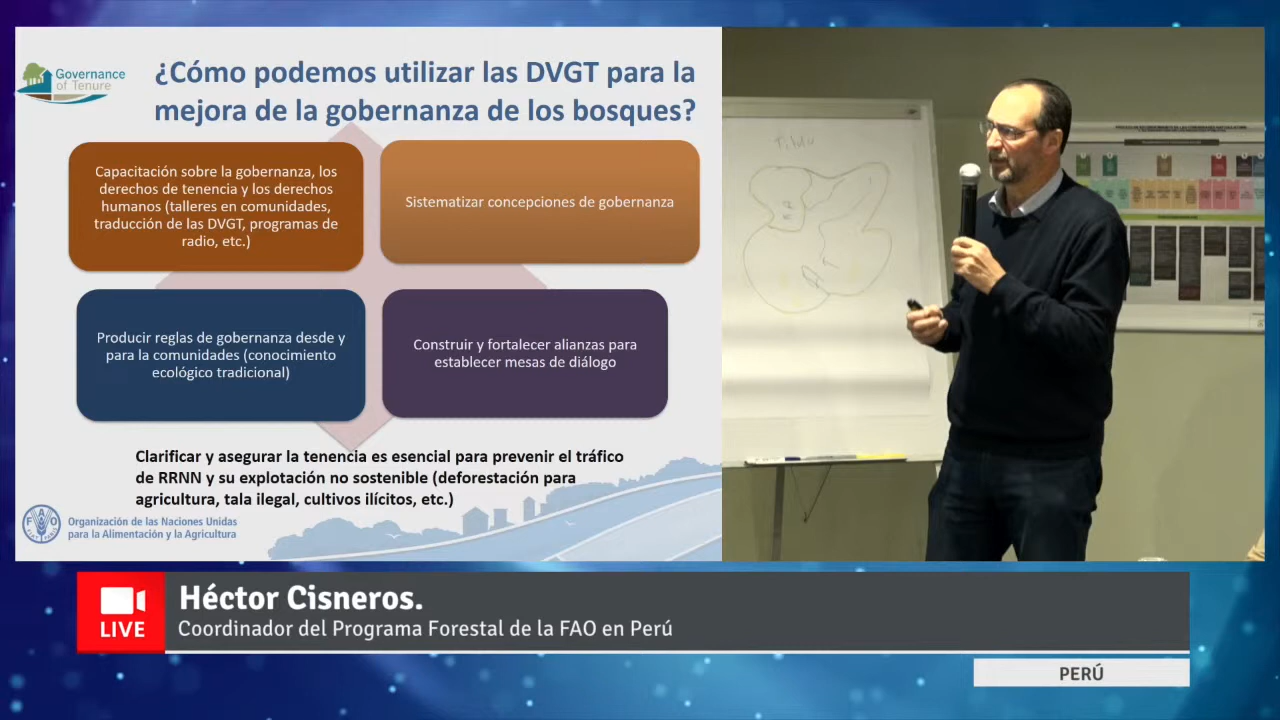 Governance
of Tenure
¿Cómo podemos utilizar las DVGT para la
mejora de la gobernanza de los bosques?
Capacitación sobre la gobernanza, los
derechos de tenencia y los derechos
humanos (talleres en comunidades,
traducción de las DVGT, programas de
radio, etc.)
Sistematizar concepciones de gobernanza
Producir reglas de gobernanza desde y
para la comunidades (conocimiento
ecológico tradicional)
Construir y fortalecer alianzas para
establecer mesas de diálogo
Clarificar y asegurar la tenencia es esencial para prevenir el tráfico
de RRNN y su explotación no sostenible (deforestación para
agricultura, tala ilegal, cultivos ilícitos, etc.)
Organización de las Naciones Unidas
para la Alimentación y la Agricultura
LIVE
Héctor Cisneros.
Coordinador del Programa Forestal de la FAO en Perú
PERÚ